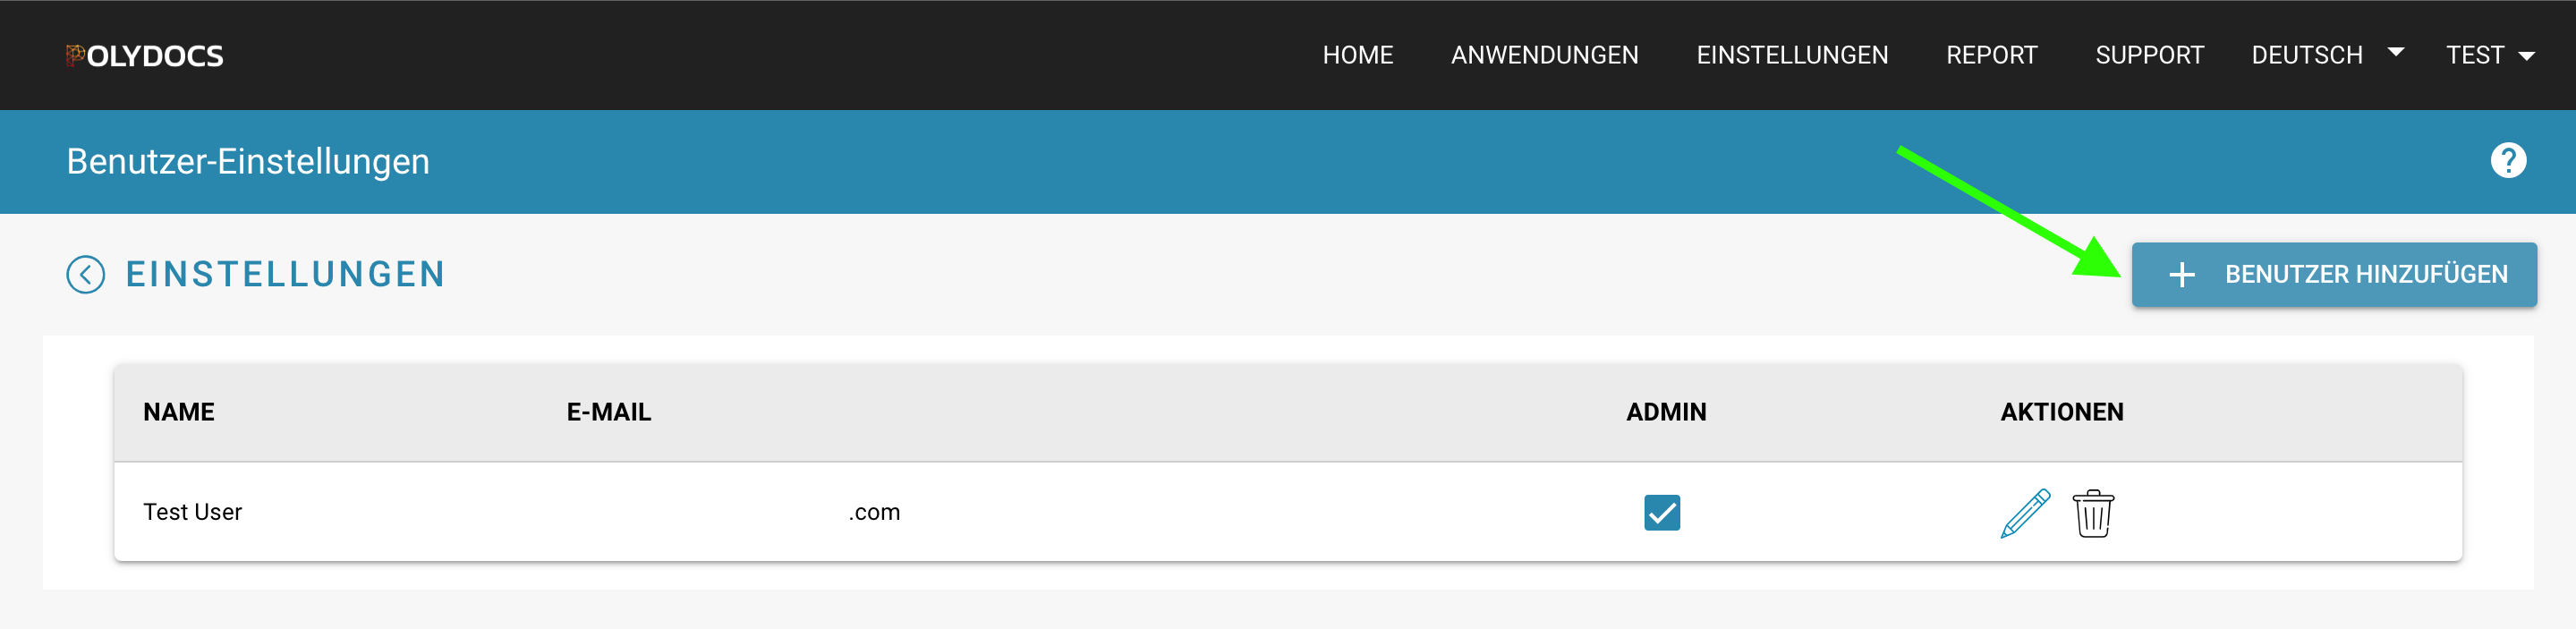 POLYDOCS HOME ANWENDUNGEN EINSTELLUNGEN REPORT SUPPORT DEUTSCH TEST
Benutzer-Einstellungen ?
EINSTELLUNGEN + BENUTZER HINZUFÜGEN
NAME E-MAIL ADMIN AKTIONEN
Test User .com